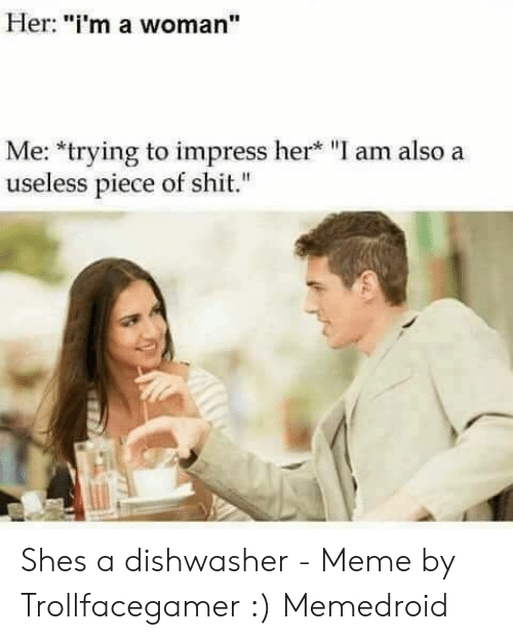 Her: "i'm a woman"
Me: *trying to impress her* "I am also a
useless piece of shit."
Shes a dishwasher - Meme by
Trollfacegamer :) Memedroid